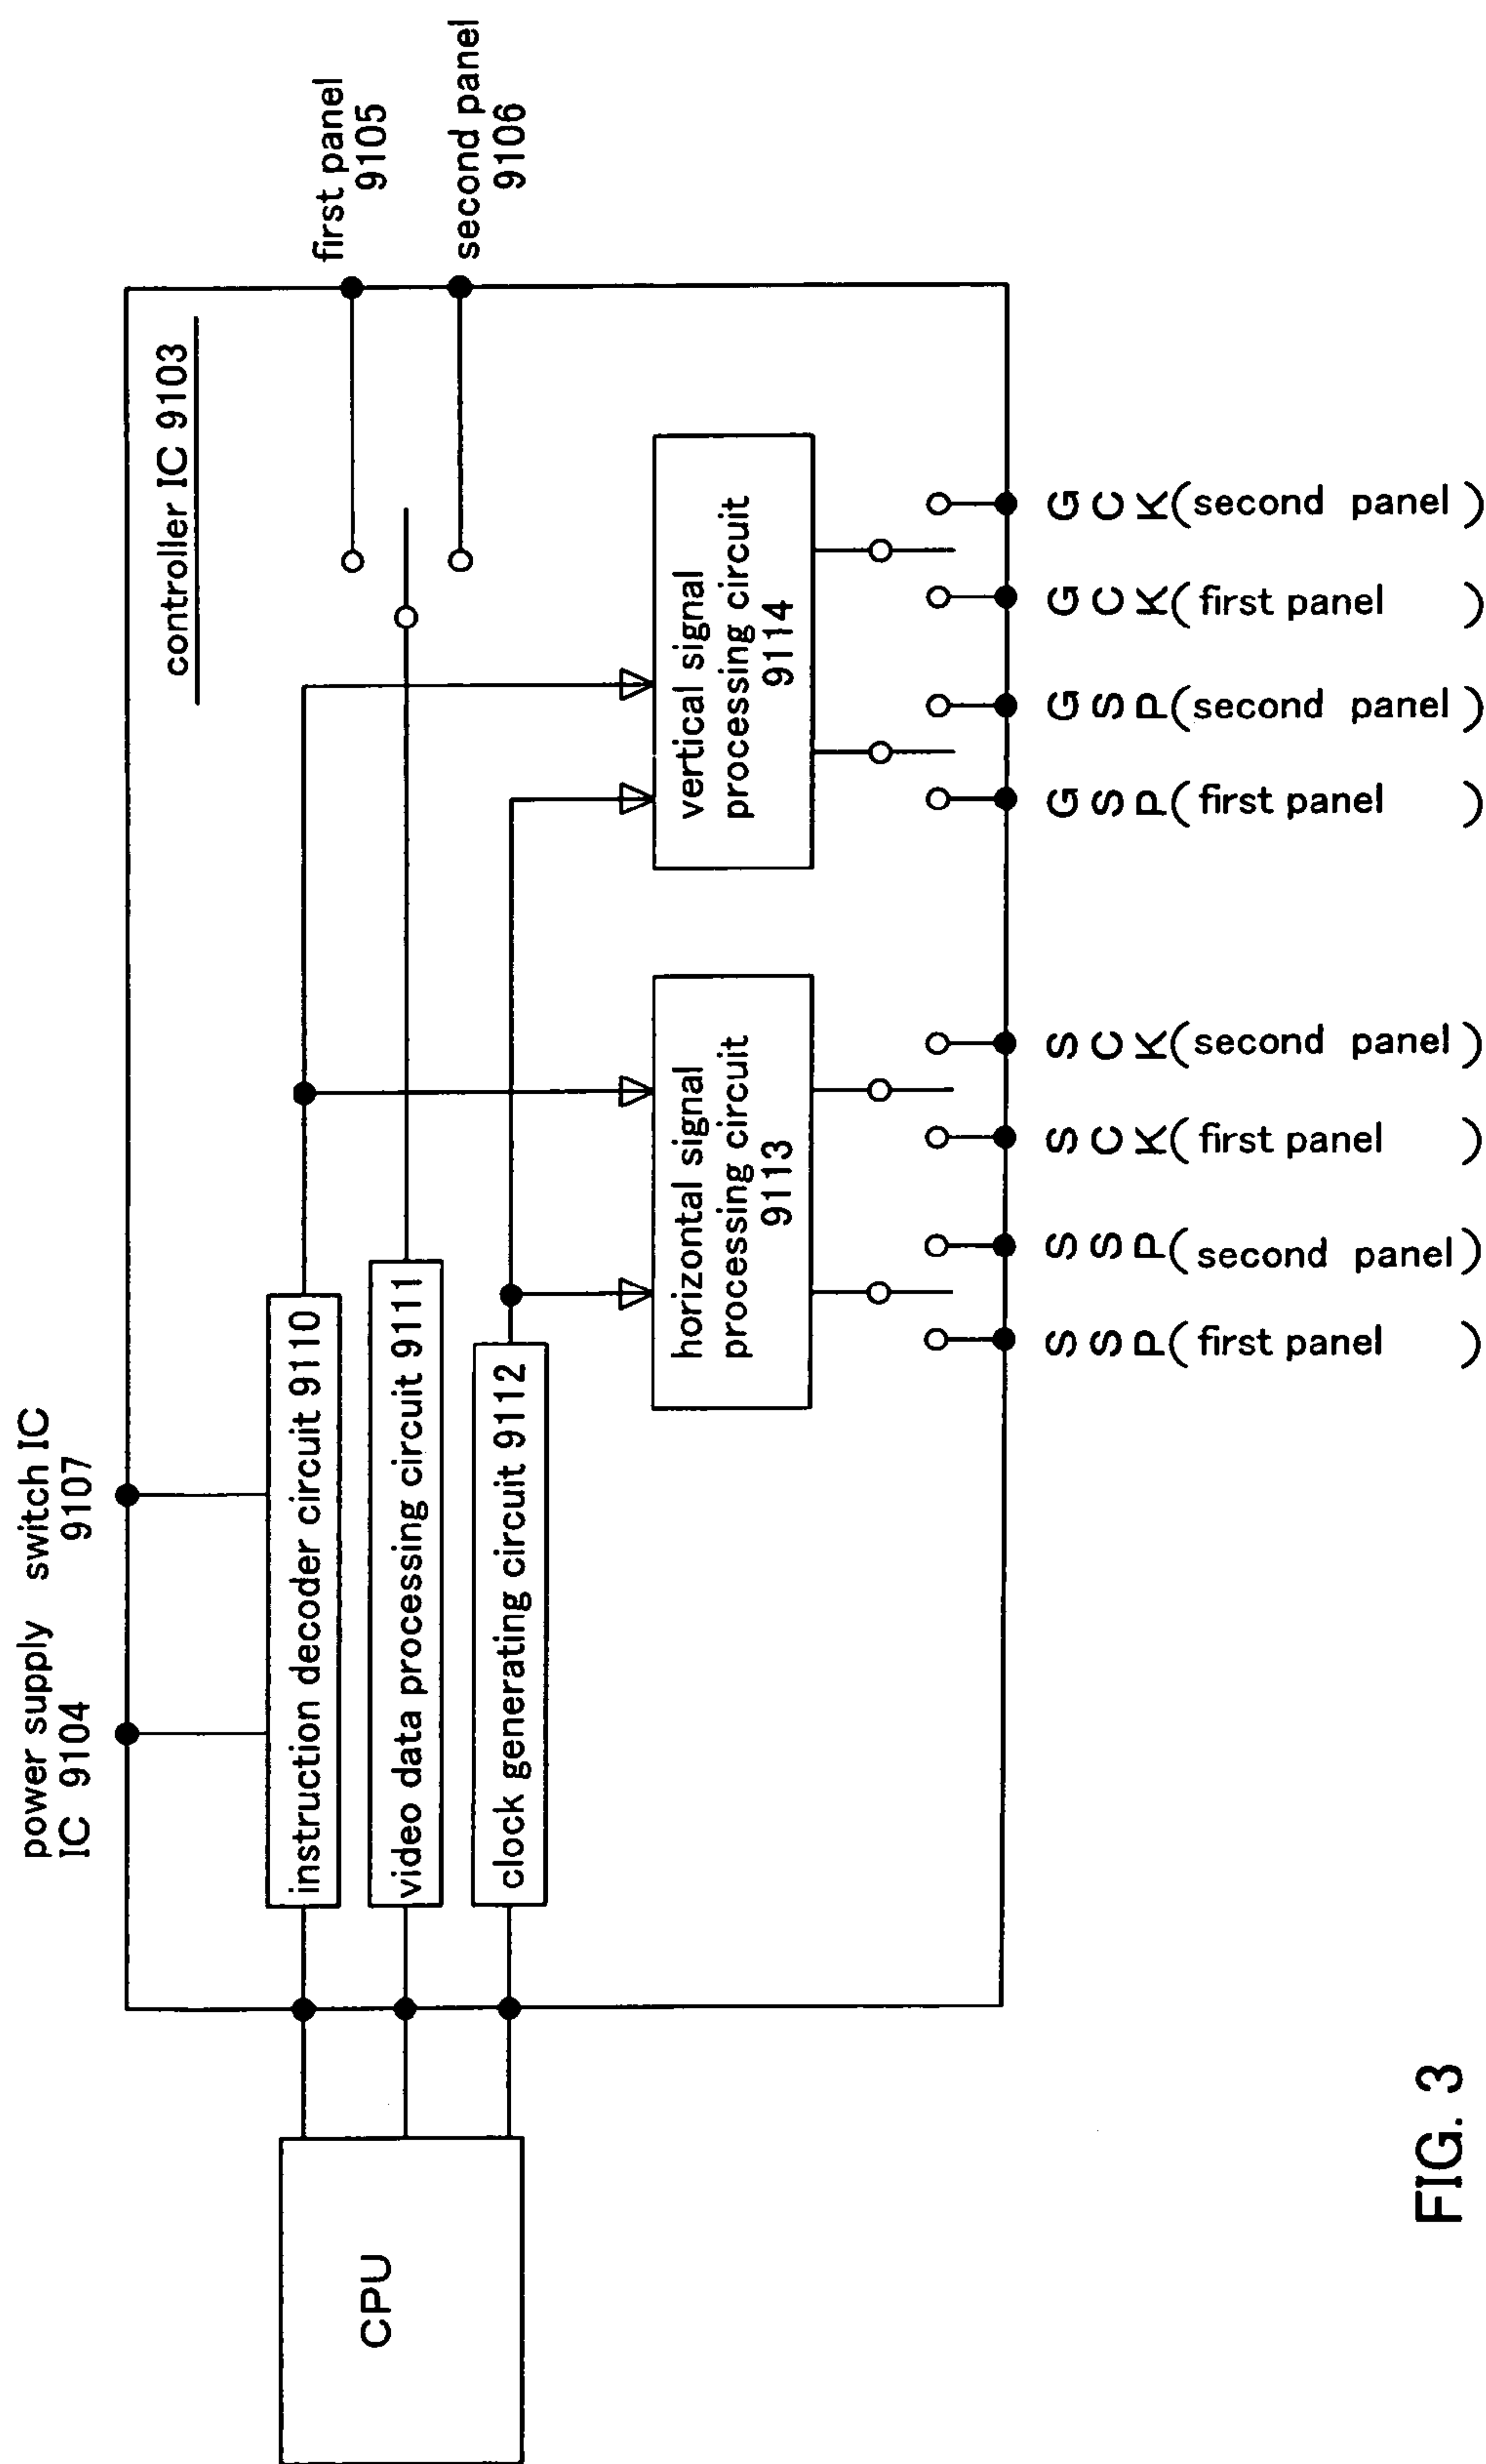 power supply switch IC
IC 9104 9107
controller IC 9103
first panel
9105
second panel
9106
CPU
instruction decoder circuit 9110
video data processing circuit 9111
clock generating circuit 9112
horizontal signal
processing circuit
9113
vertical signal
processing circuit
9114
SSP(first panel )
SSP(second panel)
SCK(first panel )
SCK(second panel)
GSP(first panel )
GSP(second panel)
GCK(first panel )
GCK(second panel)
FIG. 3